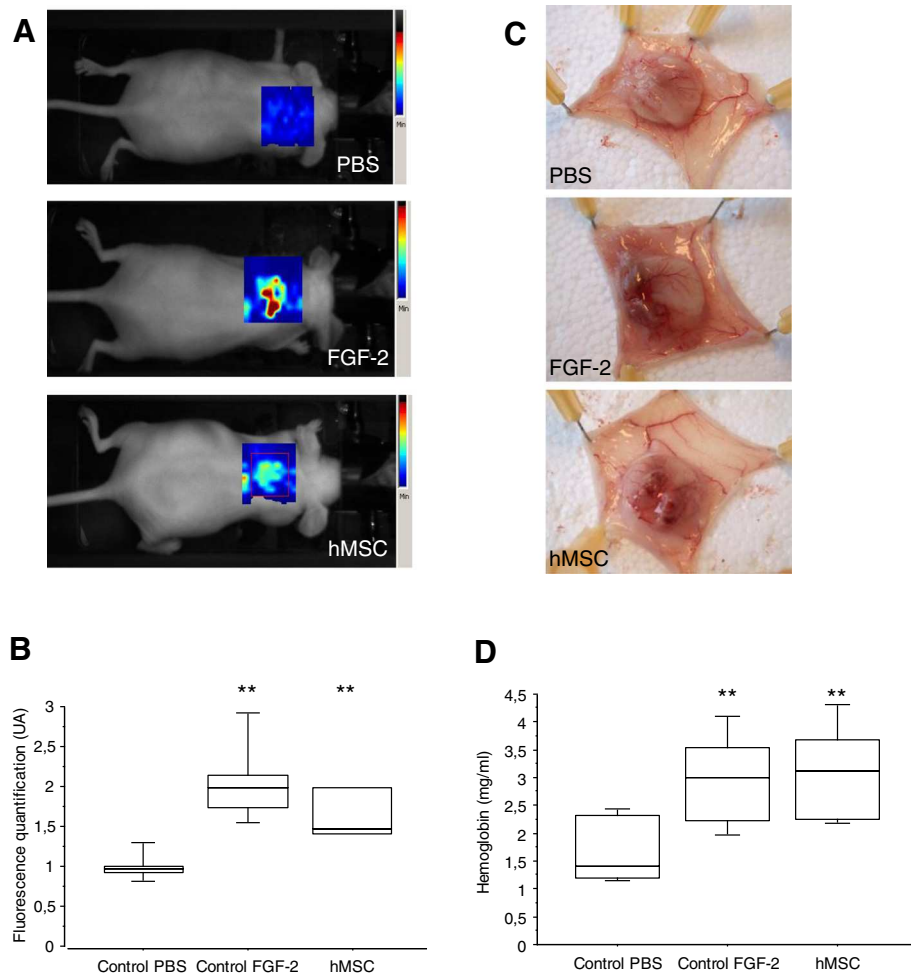 A
Min
PBS
Min
FGF-2
Min
hMSC
C
PBS
FGF-2
hMSC
B
Fluorescence quantification (UA)
3
2,5
2
1,5
1
0,5
0
** **
Control PBS Control FGF-2 hMSC
D
Hemoglobin (mg/ml)
4,5
4
3,5
3
2,5
2
1,5
1
0,5
0
** **
Control PBS Control FGF-2 hMSC